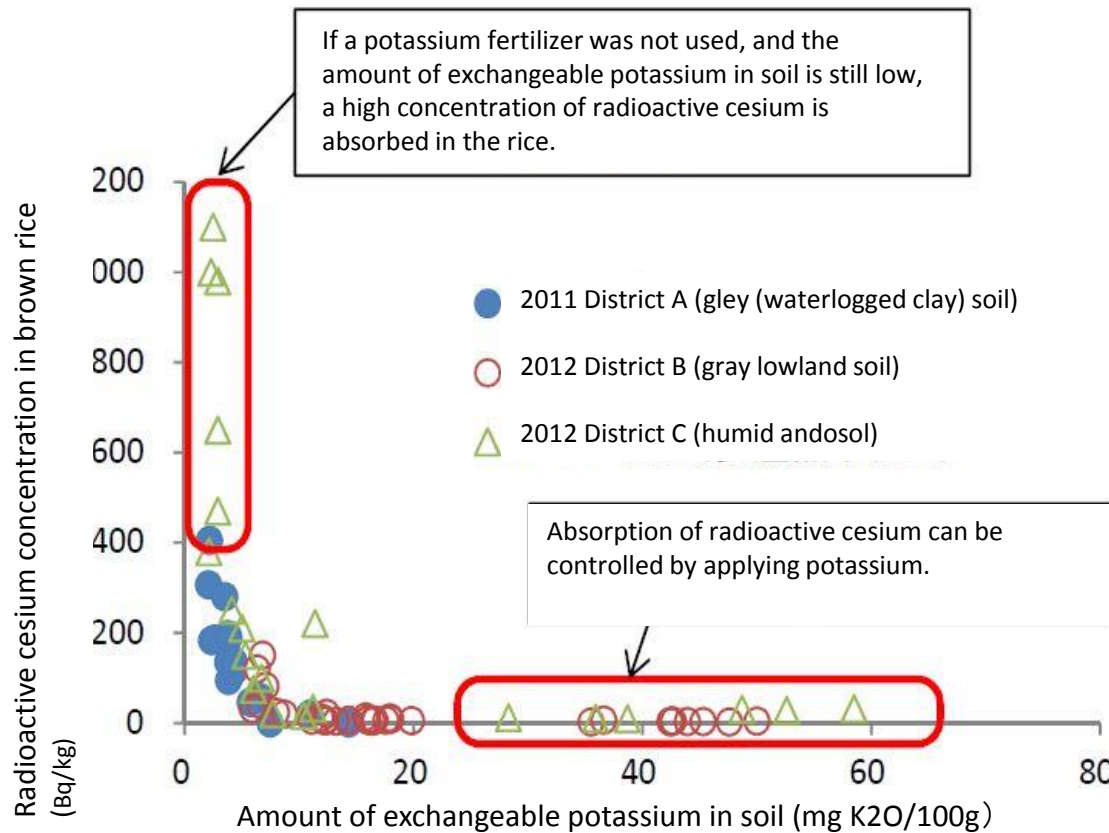 If a potassium fertilizer was not used, and the
amount of exchangeable potassium in soil is still low,
a high concentration of radioactive cesium is
absorbed in the rice.
200
000
800
600
400
200
0
Radioactive cesium concentration in brown rice
(Bq/kg)
2011 District A (gley (waterlogged clay) soil)
2012 District B (gray lowland soil)
2012 District C (humid andosol)
Absorption of radioactive cesium can be
controlled by applying potassium.
0 20 40 60 80
Amount of exchangeable potassium in soil (mg K2O/100g）